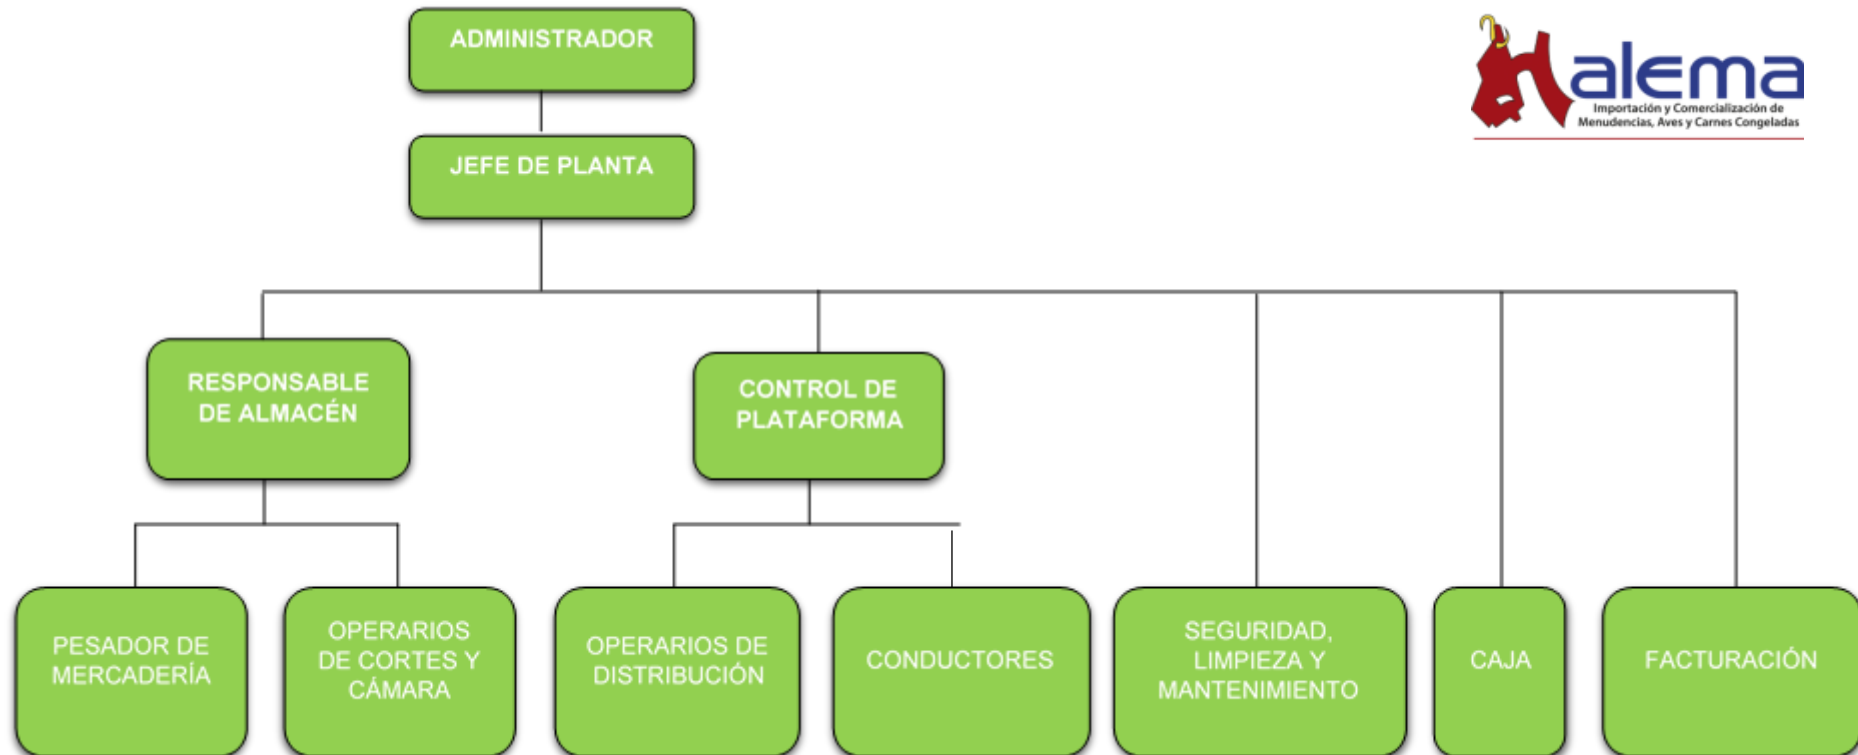 ADMINISTRADOR
alema
Importación y Comercialización de
Menudencias, Aves y Carnes Congeladas
JEFE DE PLANTA
RESPONSABLE
DE ALMACÉN
CONTROL DE
PLATAFORMA
PESADOR DE
MERCADERÍA
OPERARIOS
DE CORTES Y
CÁMARA
OPERARIOS DE
DISTRIBUCIÓN
CONDUCTORES
SEGURIDAD,
LIMPIEZA Y
MANTENIMIENTO
CAJA
FACTURACIÓN